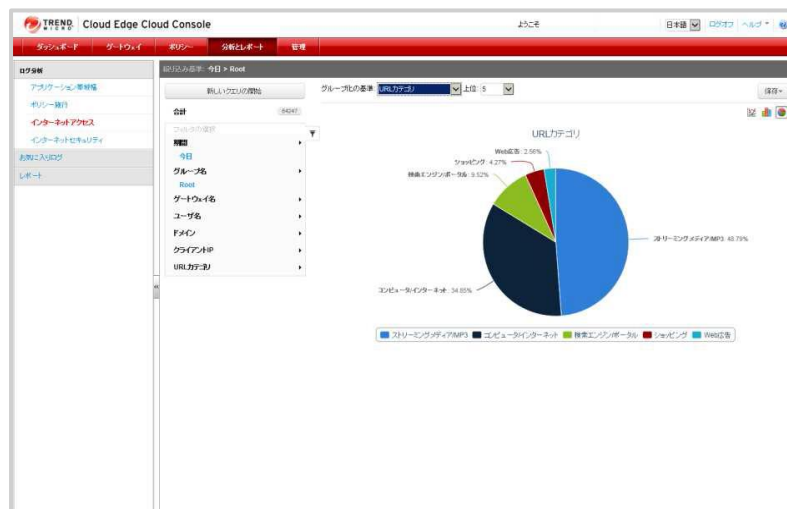 TREND MICRO Cloud Edge Cloud Console
ようこそ
日本語 ログオフ ヘルプ
ダッシュボード ゲートウェイ ポリシー 分析とレポート 管理
ログ分析
アプリケーション帯域幅
ポリシー施行
インターネットアクセス
インターネットセキュリティ
お気に入りログ
レポート
絞り込み基準: 今日 > Root
新しいクエリの開始
グループ化の基準: URLカテゴリ 上位: 5
保存
合計
フィルタの選択
期間
今日
グループ名
Root
ゲートウェイ名
ユーザ名
ドメイン
クライアントIP
URLカテゴリ
URLカテゴリ
Web広告: 2.56%
ショッピング: 4.27%
検索エンジン/ポータル: 9.52%
ストリーミングメディア/MP3: 48.79%
コンピュータ/インターネット: 34.85%
ストリーミングメディア/MP3 コンピュータ/インターネット 検索エンジン/ポータル ショッピング Web広告